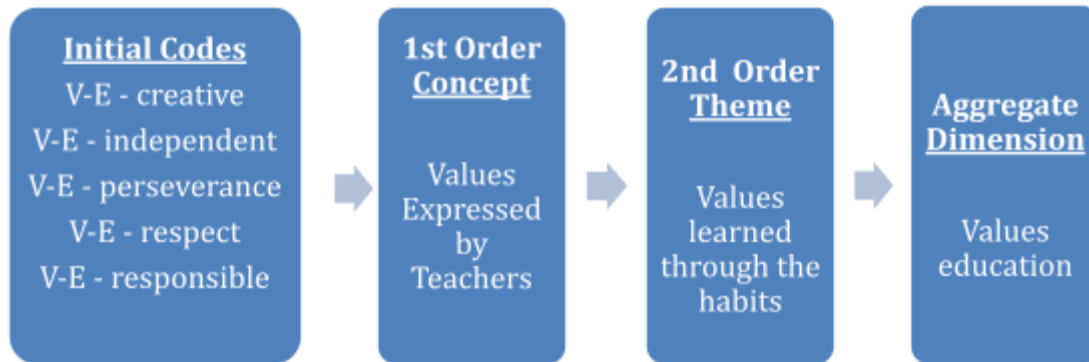 Initial Codes
V-E - creative
V-E - independent
V-E - perseverance
V-E - respect
V-E - responsible
1st Order
Concept
Values
Expressed
by
Teachers
2nd Order
Theme
Values
learned
through the
habits
Aggregate
Dimension
Values
education